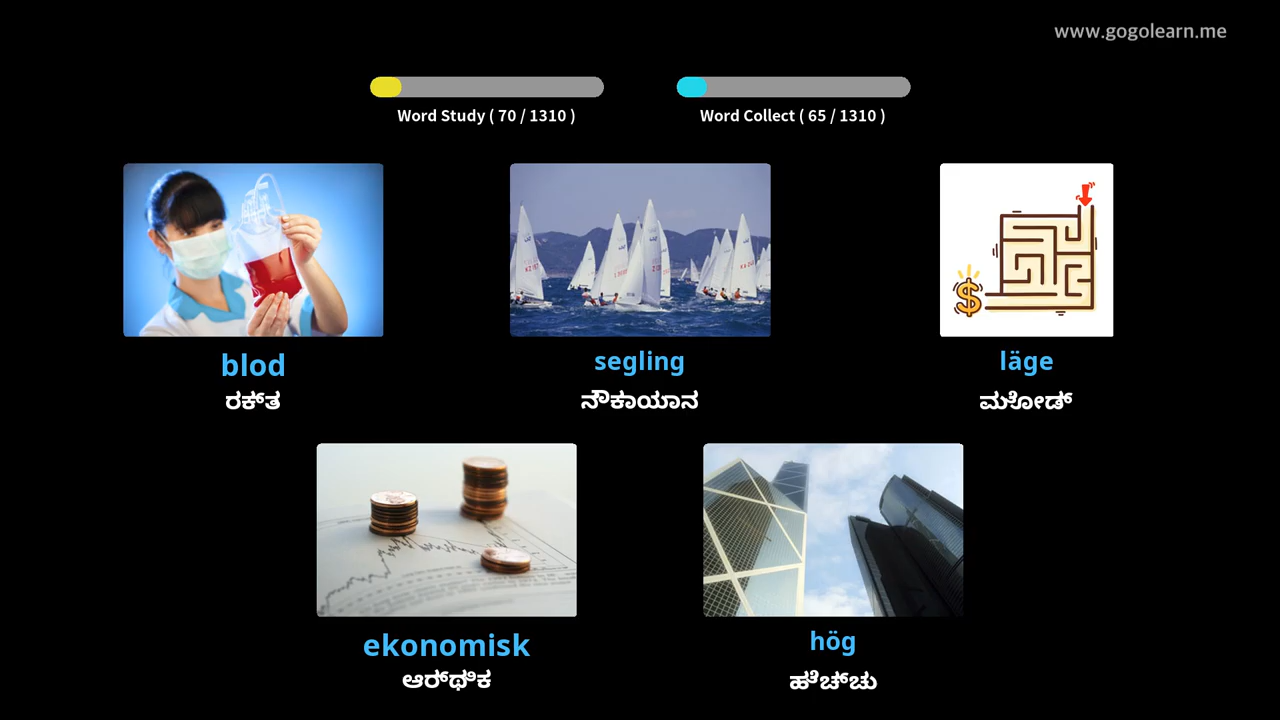 www.gogolearn.me
Word Study ( 70 / 1310 )
Word Collect ( 65 / 1310 )
blod
segling
läge
ರಕ್ತ
ನೌಕಾಯಾನ
ಮೋಡ್
ekonomisk
hög
ಆರ್ಥಿಕ
ಹೆಚ್ಚು